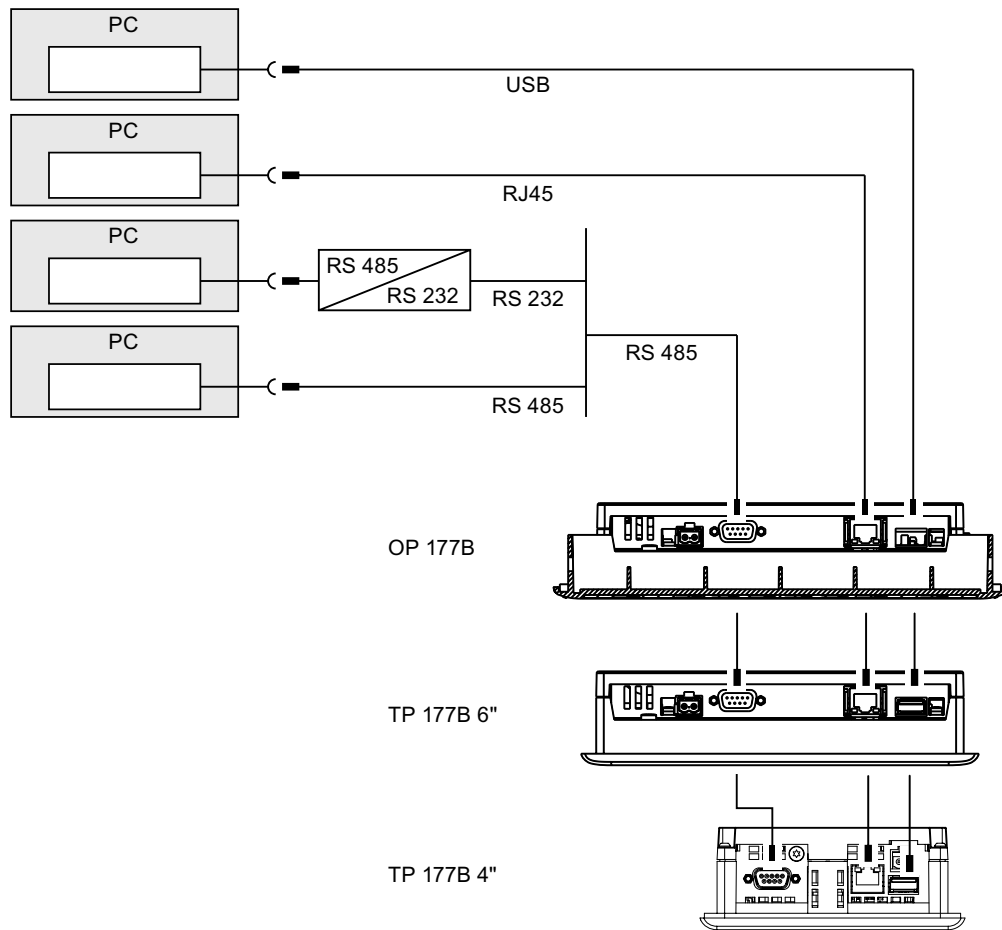 PC
USB
PC
RJ45
PC
RS 485
RS 232
RS 232
RS 485
PC
RS 485
OP 177B
TP 177B 6"
TP 177B 4"